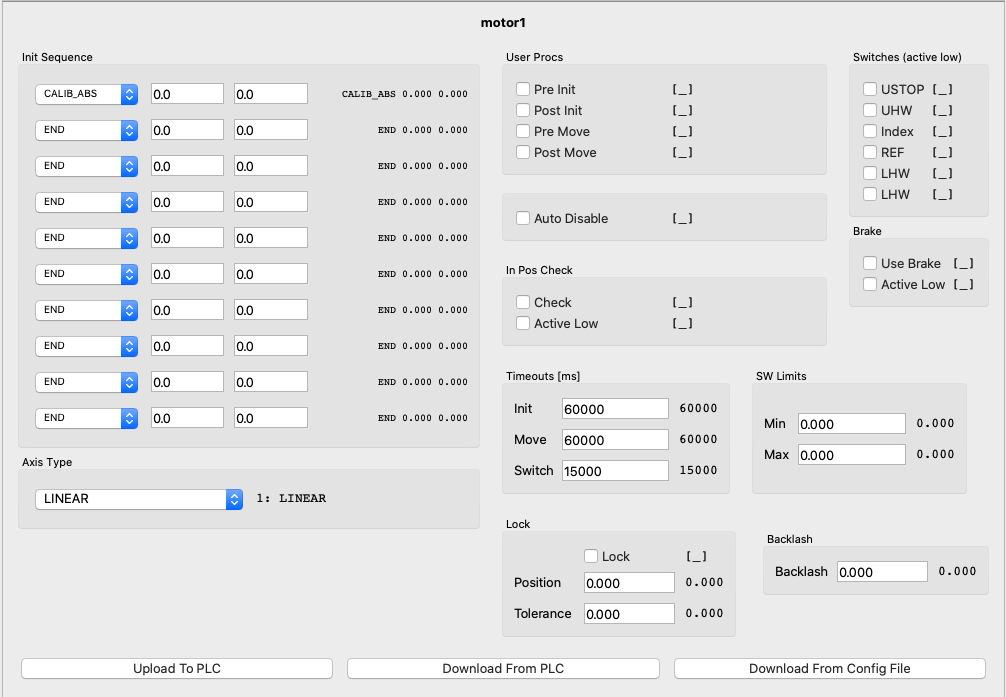 motor1
Init Sequence
CALIB_ABS 0.0 0.0 CALIB_ABS 0.000 0.000
END 0.0 0.0 END 0.000 0.000
END 0.0 0.0 END 0.000 0.000
END 0.0 0.0 END 0.000 0.000
END 0.0 0.0 END 0.000 0.000
END 0.0 0.0 END 0.000 0.000
END 0.0 0.0 END 0.000 0.000
END 0.0 0.0 END 0.000 0.000
END 0.0 0.0 END 0.000 0.000
END 0.0 0.0 END 0.000 0.000
Axis Type
LINEAR 1: LINEAR
User Procs
Pre Init [_]
Post Init [_]
Pre Move [_]
Post Move [_]
Auto Disable [_]
In Pos Check
Check [_]
Active Low [_]
Switches (active low)
USTOP [_]
UHW [_]
Index [_]
REF [_]
LHW [_]
LHW [_]
Brake
Use Brake [_]
Active Low [_]
Timeouts [ms]
Init 60000 60000
Move 60000 60000
Switch 15000 15000
SW Limits
Min 0.000 0.000
Max 0.000 0.000
Lock
Lock [_]
Position 0.000 0.000
Tolerance 0.000 0.000
Backlash
Backlash 0.000 0.000
Upload To PLC
Download From PLC
Download From Config File